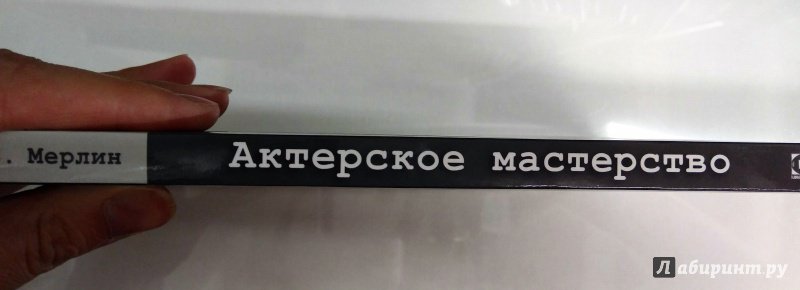 . Мерлин Актерское мастерство
Лабиринт.ру